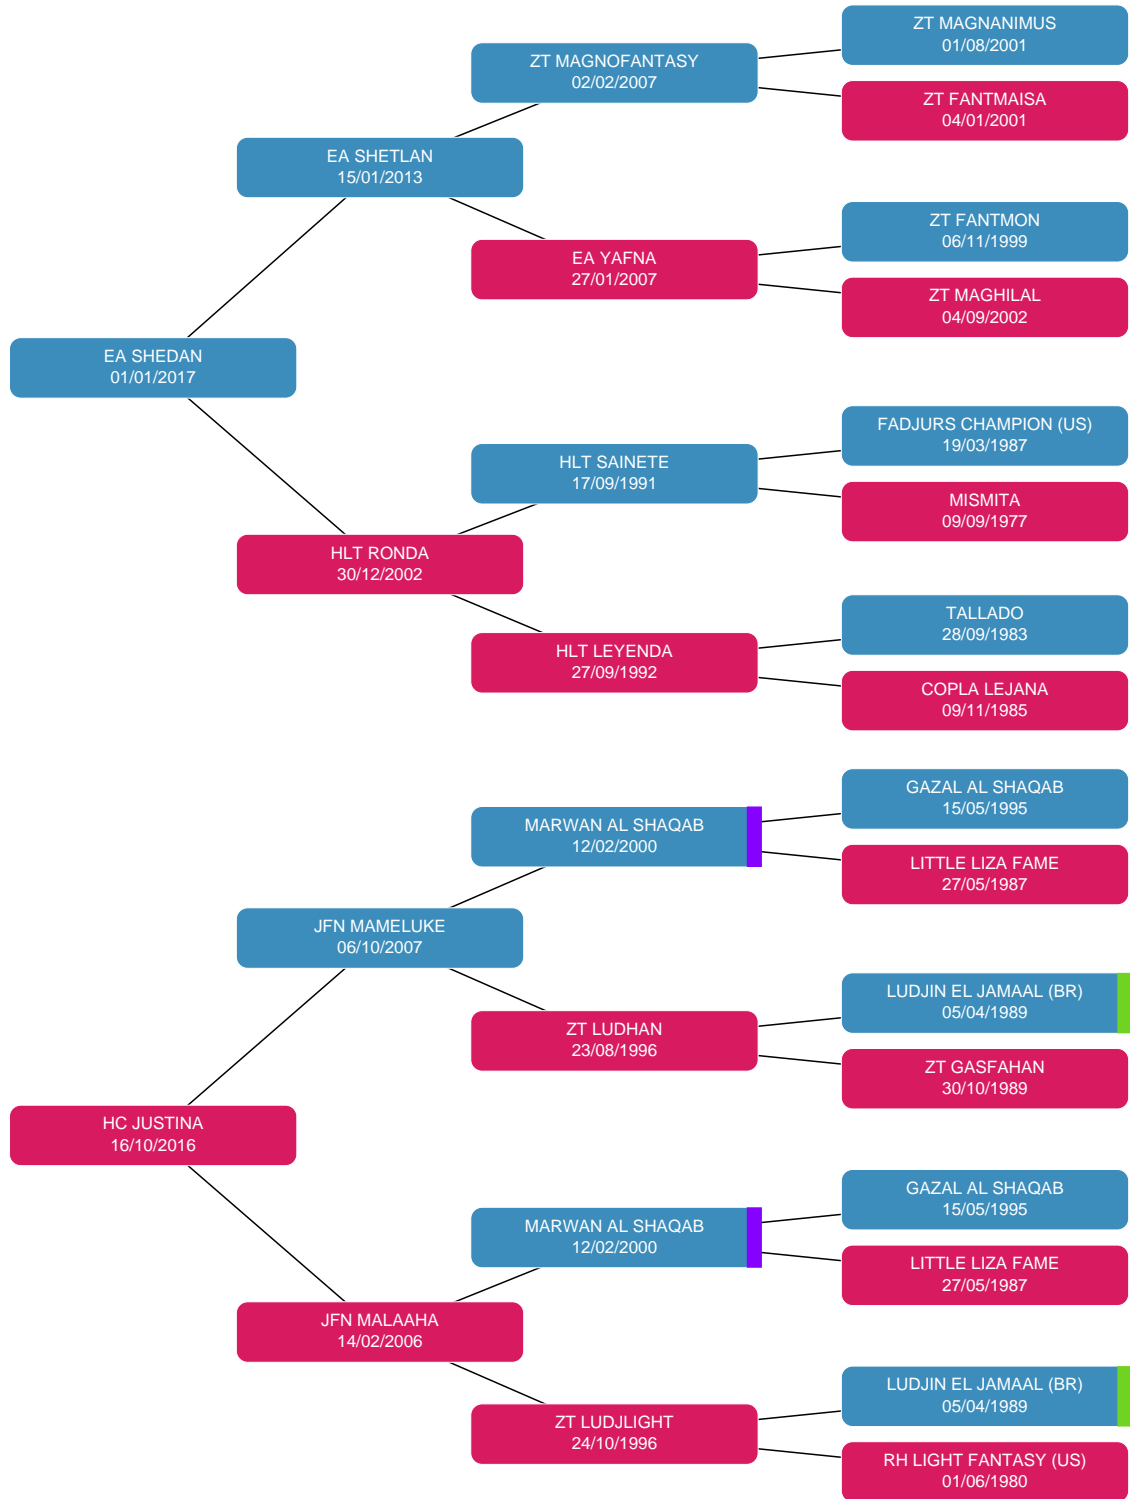 ZT MAGNANIMUS
01/08/2001
ZT MAGNOFANTASY
02/02/2007
ZT FANTMAISA
04/01/2001
EA SHETLAN
15/01/2013
ZT FANTMON
06/11/1999
EA YAFNA
27/01/2007
ZT MAGHILAL
04/09/2002
EA SHEDAN
01/01/2017
FADJURS CHAMPION (US)
19/03/1987
HLT SAINETE
17/09/1991
MISMITA
09/09/1977
HLT RONDA
30/12/2002
TALLADO
28/09/1983
HLT LEYENDA
27/09/1992
COPLA LEJANA
09/11/1985
GAZAL AL SHAQAB
15/05/1995
MARWAN AL SHAQAB
12/02/2000
LITTLE LIZA FAME
27/05/1987
JFN MAMELUKE
06/10/2007
LUDJIN EL JAMAAL (BR)
05/04/1989
ZT LUDHAN
23/08/1996
ZT GASFAHAN
30/10/1989
HC JUSTINA
16/10/2016
GAZAL AL SHAQAB
15/05/1995
MARWAN AL SHAQAB
12/02/2000
LITTLE LIZA FAME
27/05/1987
JFN MALAAHA
14/02/2006
LUDJIN EL JAMAAL (BR)
05/04/1989
ZT LUDJLIGHT
24/10/1996
RH LIGHT FANTASY (US)
01/06/1980